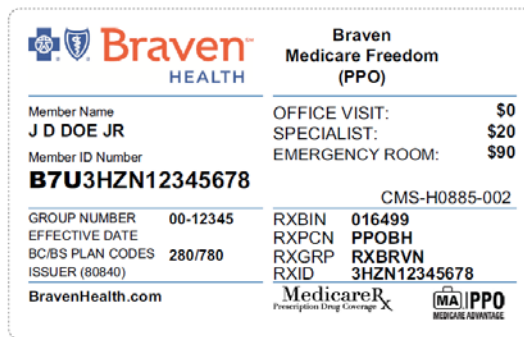 Braven
HEALTH
Braven
Medicare Freedom
(PPO)
Member Name
J D DOE JR
Member ID Number
B7U3HZN12345678
OFFICE VISIT: $0
SPECIALIST: $20
EMERGENCY ROOM: $90
CMS-H0885-002
GROUP NUMBER 00-12345
EFFECTIVE DATE
BC/BS PLAN CODES 280/780
ISSUER (80840)
RXBIN 016499
RXPCN PPOBH
RXGRP RXBRVN
RXID 3HZN12345678
BravenHealth.com
MedicareRx
Prescription Drug Coverage
MA PPO
MEDICARE ADVANTAGE